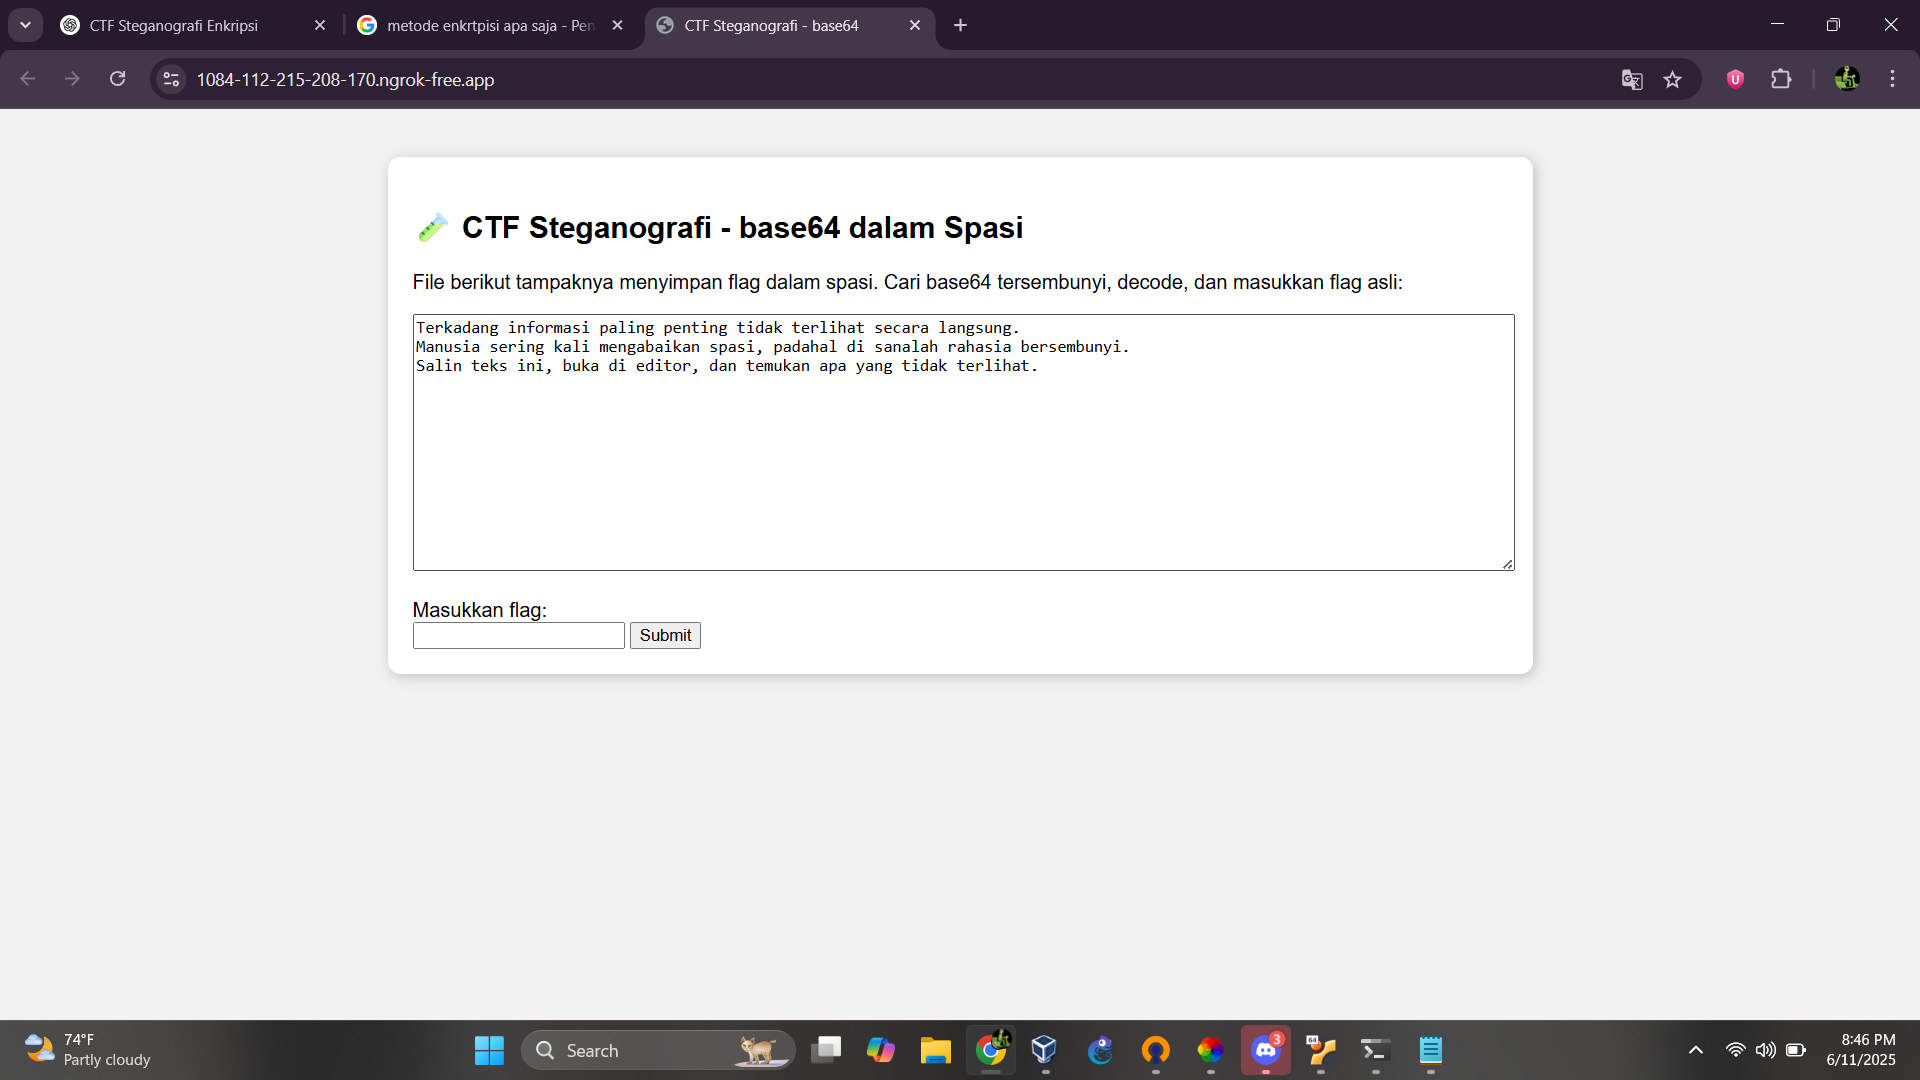 CTF Steganografi Enkripsi
metode enkrtpisi apa saja - Pen
CTF Steganografi - base64
1084-112-215-208-170.ngrok-free.app
CTF Steganografi - base64 dalam Spasi
File berikut tampaknya menyimpan flag dalam spasi. Cari base64 tersembunyi, decode, dan masukkan flag asli:
Terkadang informasi paling penting tidak terlihat secara langsung.
Manusia sering kali mengabaikan spasi, padahal di sanalah rahasia bersembunyi.
Salin teks ini, buka di editor, dan temukan apa yang tidak terlihat.
Masukkan flag:
Submit
74°F
Partly cloudy
Search
3
64
8:46 PM
6/11/2025